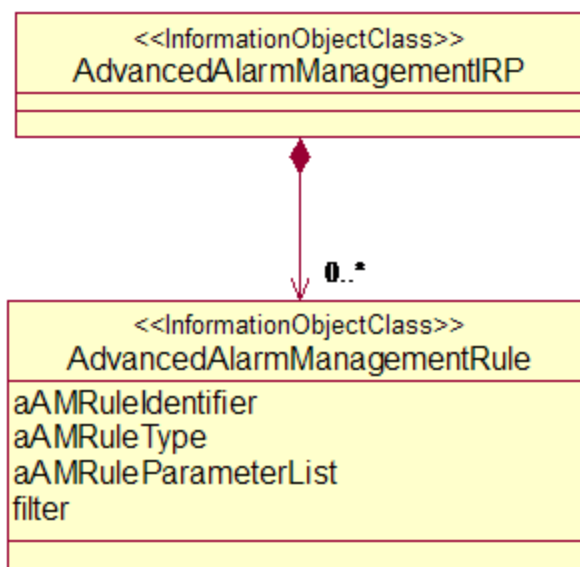 <<InformationObjectClass>>
AdvancedAlarmManagementIRP
0..*
<<InformationObjectClass>>
AdvancedAlarmManagementRule
aAMRuleIdentifier
aAMRuleType
aAMRuleParameterList
filter